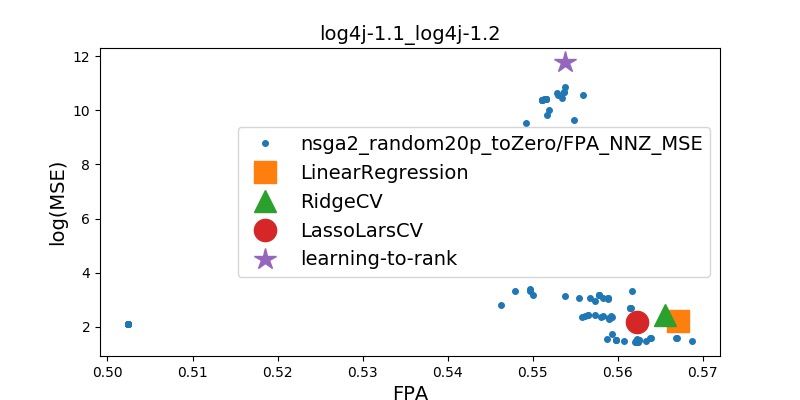 log4j-1.1_log4j-1.2
12
10
8
6
4
2
log(MSE)
nsga2_random20p_toZero/FPA_NNZ_MSE
LinearRegression
RidgeCV
LassoLarsCV
learning-to-rank
0.50 0.51 0.52 0.53 0.54 0.55 0.56 0.57
FPA